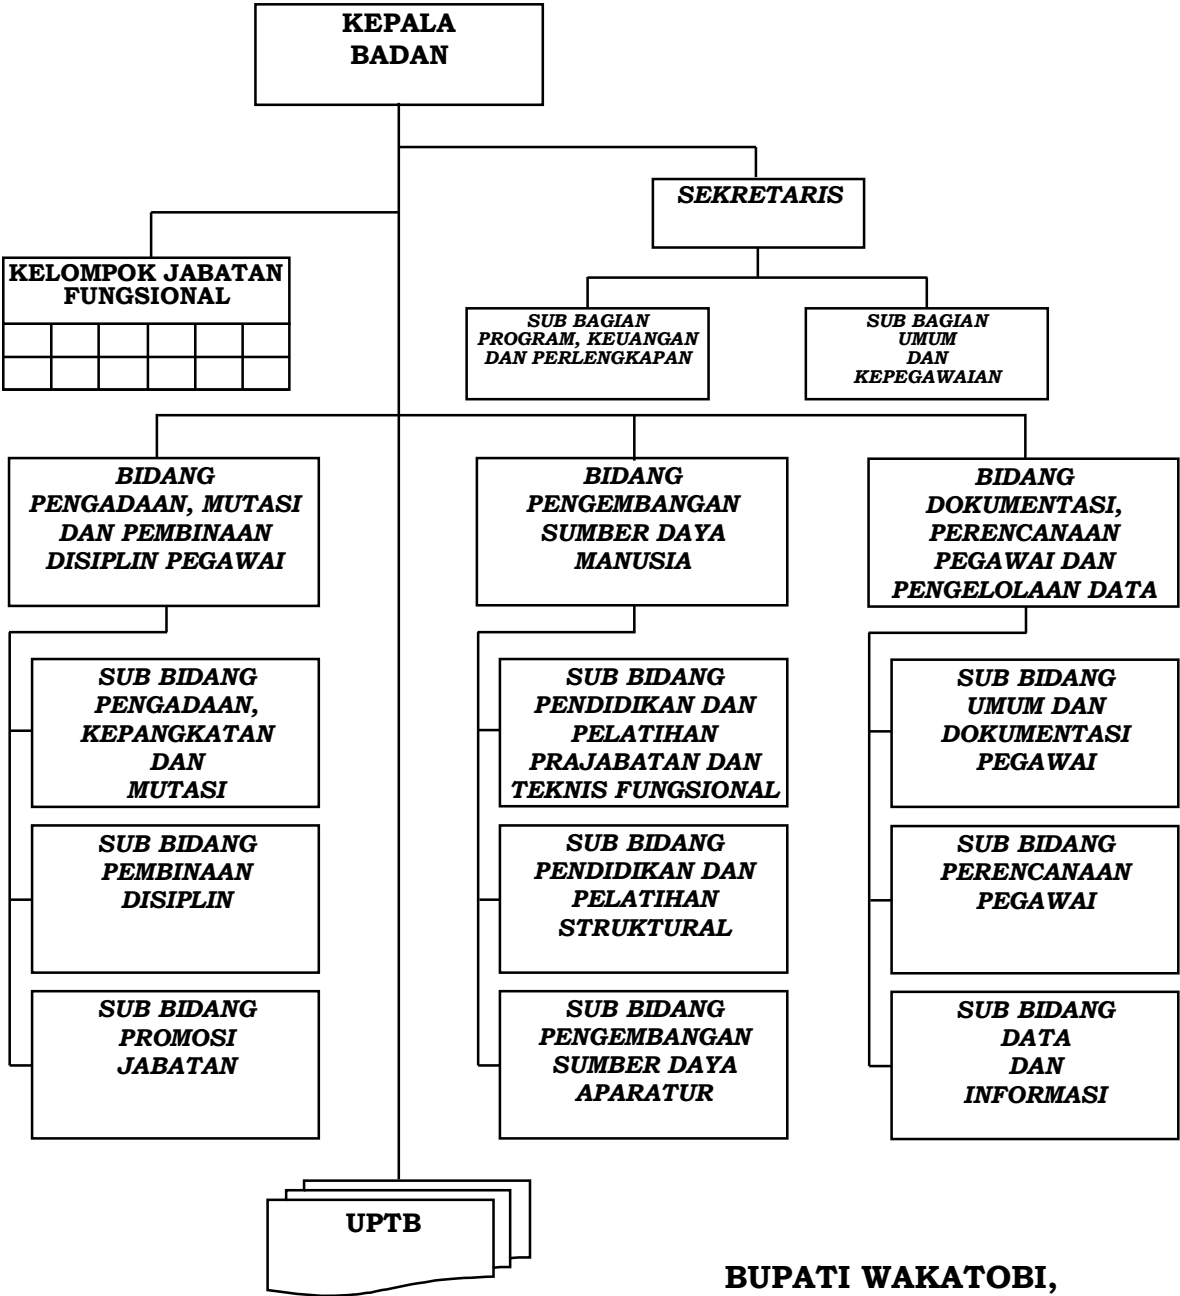 KEPALA
BADAN
SEKRETARIS
KELOMPOK JABATAN
FUNGSIONAL
SUB BAGIAN
PROGRAM, KEUANGAN
DAN PERLENGKAPAN
SUB BAGIAN
UMUM
DAN
KEPEGAWAIAN
BIDANG
PENGADAAN, MUTASI
DAN PEMBINAAN
DISIPLIN PEGAWAI
BIDANG
PENGEMBANGAN
SUMBER DAYA
MANUSIA
BIDANG
DOKUMENTASI,
PERENCANAAN
PEGAWAI DAN
PENGELOLAAN DATA
SUB BIDANG
PENGADAAN,
KEPANGKATAN
DAN
MUTASI
SUB BIDANG
PENDIDIKAN DAN
PELATIHAN
PRAJABATAN DAN
TEKNIS FUNGSIONAL
SUB BIDANG
UMUM DAN
DOKUMENTASI
PEGAWAI
SUB BIDANG
PEMBINAAN
DISIPLIN
SUB BIDANG
PENDIDIKAN DAN
PELATIHAN
STRUKTURAL
SUB BIDANG
PERENCANAAN
PEGAWAI
SUB BIDANG
PROMOSI
JABATAN
SUB BIDANG
PENGEMBANGAN
SUMBER DAYA
APARATUR
SUB BIDANG
DATA
DAN
INFORMASI
UPTB
BUPATI WAKATOBI,